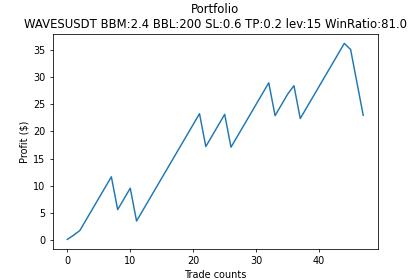 Portfolio
WAVESUSDT BBM:2.4 BBL:200 SL:0.6 TP:0.2 lev:15 WinRatio:81.0
35
30
25
20
15
10
5
0
Profit ($)
0 10 20 30 40
Trade counts